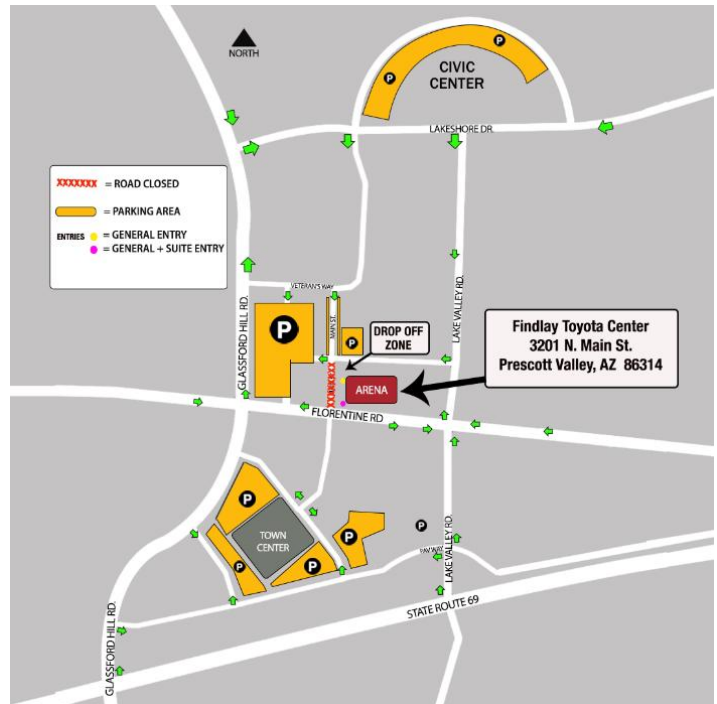 NORTH
P
P
CIVIC
CENTER
LAKESHORE DR.
XXXXXXX = ROAD CLOSED
= PARKING AREA
ENTRIES = GENERAL ENTRY
= GENERAL + SUITE ENTRY
VETERAN'S WAY
GLASSFORD HILL RD.
P
MAIN ST.
P
DROP OFF
ZONE
LAKE VALLEY RD.
Findlay Toyota Center
3201 N. Main St.
Prescott Valley, AZ 86314
ARENA
FLORENTINE RD
P
TOWN
CENTER
P
P
P
P
LAKE VALLEY RD.
STATE ROUTE 69
GLASSFORD HILL RD.